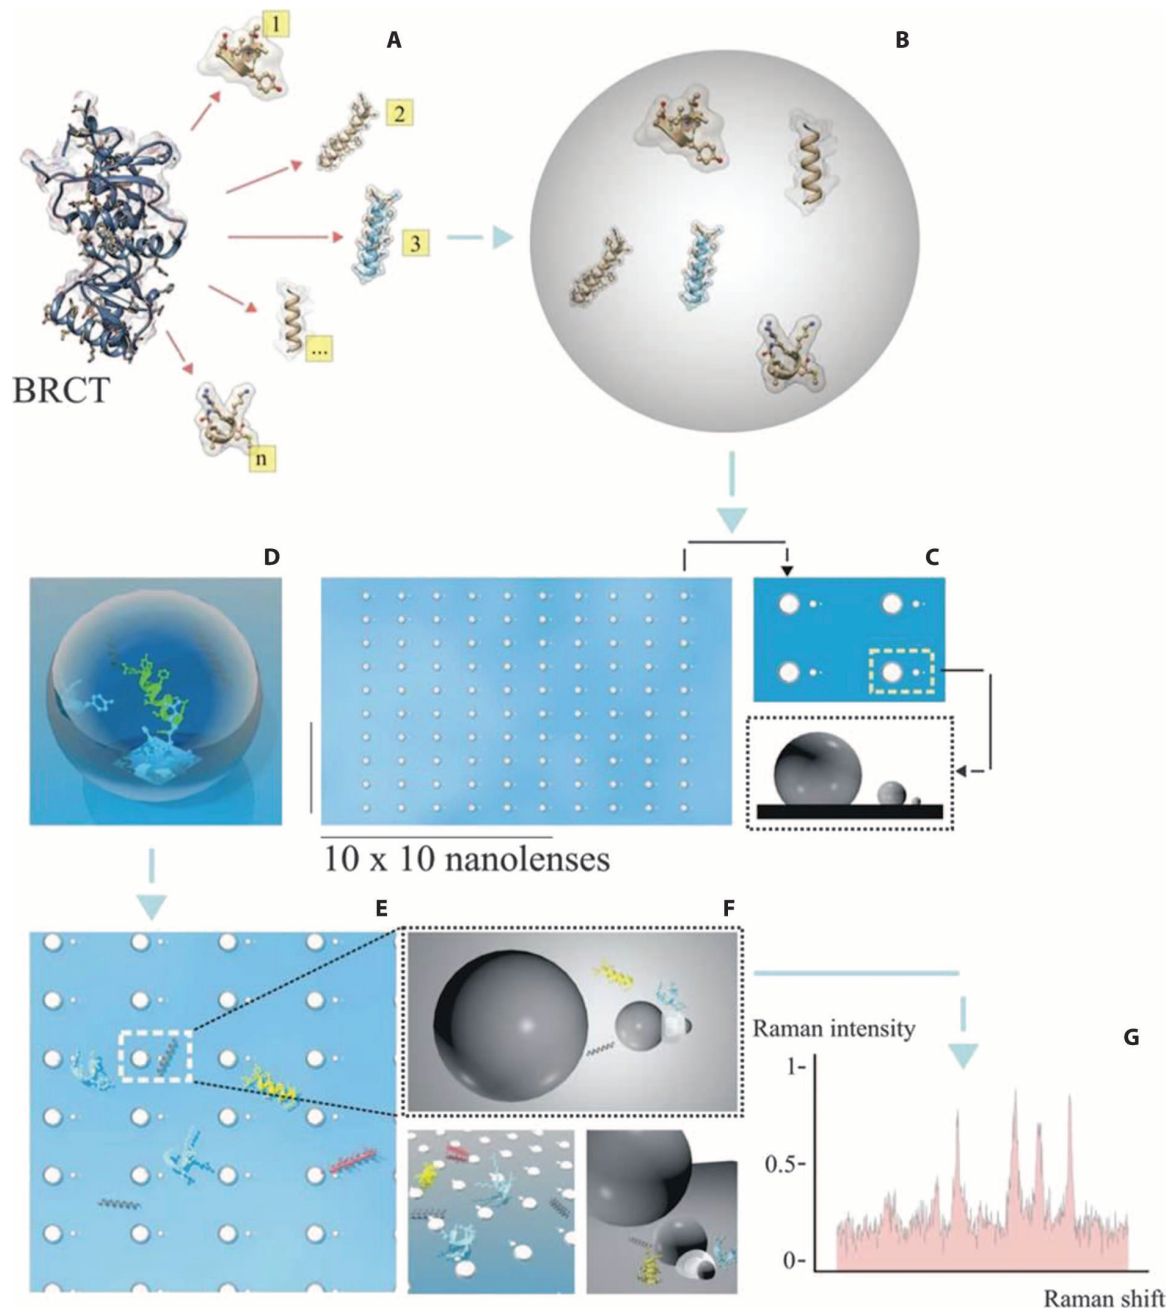 A
B
1
2
3
...
n
BRCT
D
C
10 x 10 nanolenses
E
F
Raman intensity
G
1-
0.5-
0-
Raman shift